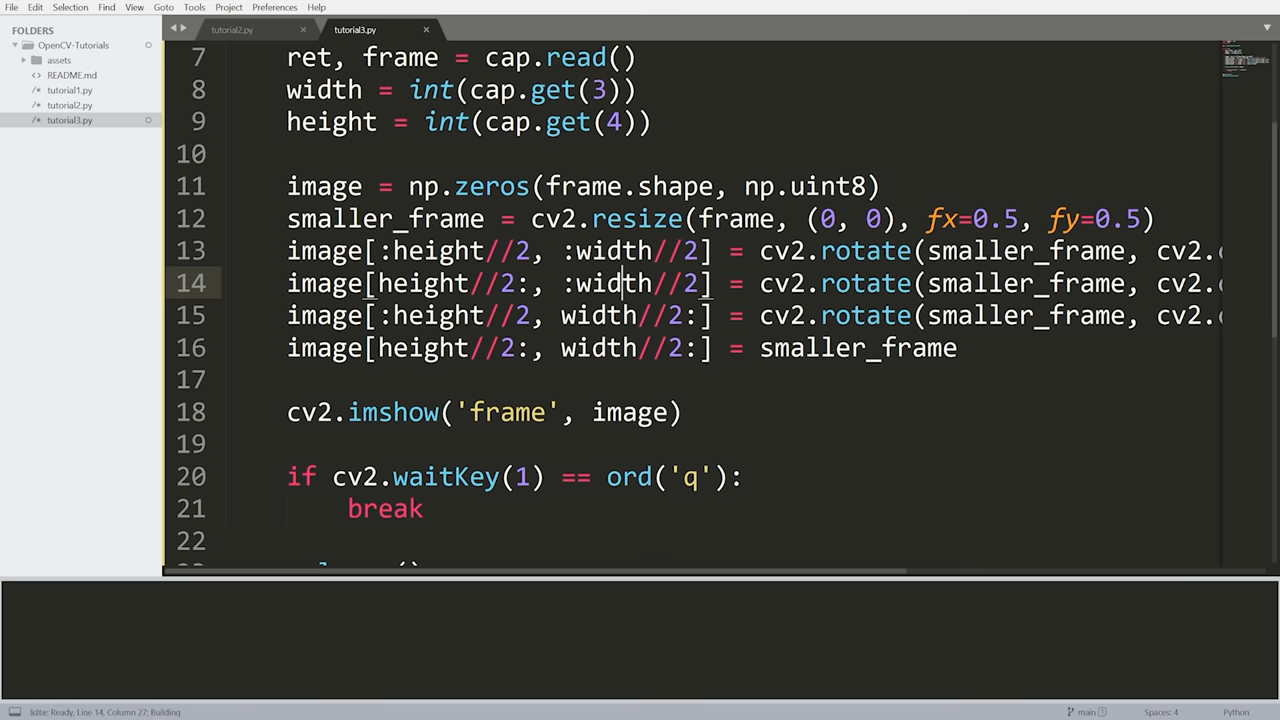 File Edit Selection Find View Goto Tools Project Preferences Help
FOLDERS
OpenCV-Tutorials
assets
README.md
/* tutorial1.py
/* tutorial2.py
/* tutorial3.py
tutorial2.py × tutorial3.py ×
7 ret, frame = cap.read()
8 width = int(cap.get(3))
9 height = int(cap.get(4))
10
11 image = np.zeros(frame.shape, np.uint8)
12 smaller_frame = cv2.resize(frame, (0, 0), fx=0.5, fy=0.5)
13 image[:height//2, :width//2] = cv2.rotate(smaller_frame, cv2.
14 image[height//2:, :width//2] = cv2.rotate(smaller_frame, cv2.
15 image[:height//2, width//2:] = cv2.rotate(smaller_frame, cv2.
16 image[height//2:, width//2:] = smaller_frame
17
18 cv2.imshow('frame', image)
19
20 if cv2.waitKey(1) == ord('q'):
21 break
22
kite: Ready, Line 14, Column 27; Building
main 1 Spaces: 4 Python